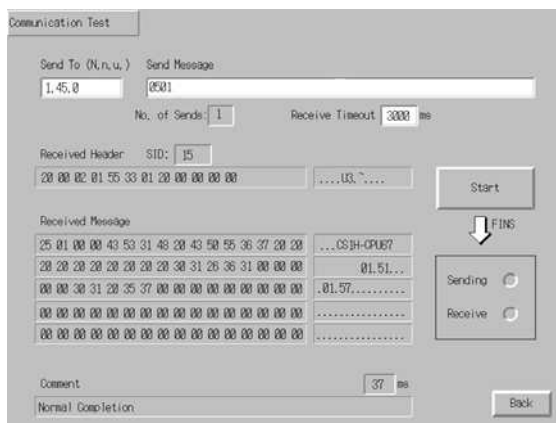 Communication Test
Send To (N,n,u,) Send Message
1.45.0 0501
No. of Sends: 1 Receive Timeout 3000 ms
Received Header SID: 15
20 00 02 01 55 33 01 20 00 00 00 00 ....U3.~....
Start
FINS
Received Message
25 01 00 00 43 53 31 48 20 43 50 55 36 37 20 20 ...CS1H-CPU67
20 20 20 20 20 20 20 20 30 31 26 36 31 00 00 00 01.51...
00 00 30 31 20 35 37 00 00 00 00 00 00 00 00 00 .01.57..........
00 00 00 00 00 00 00 00 00 00 00 00 00 00 00 00 ................
00 00 00 00 00 00 00 00 00 00 00 00 00 00 00 00 ................
Sending
Receive
Comment 37 ms
Normal Completion
Back